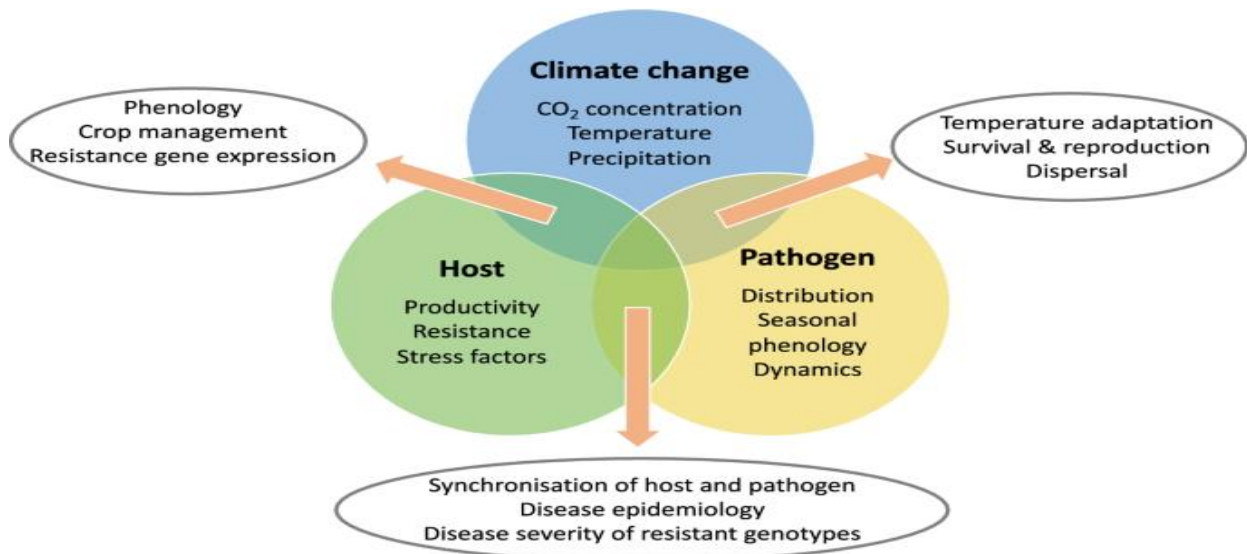 Climate change
CO₂ concentration
Temperature
Precipitation
Phenology
Crop management
Resistance gene expression
Temperature adaptation
Survival & reproduction
Dispersal
Host
Productivity
Resistance
Stress factors
Pathogen
Distribution
Seasonal
phenology
Dynamics
Synchronisation of host and pathogen
Disease epidemiology
Disease severity of resistant genotypes